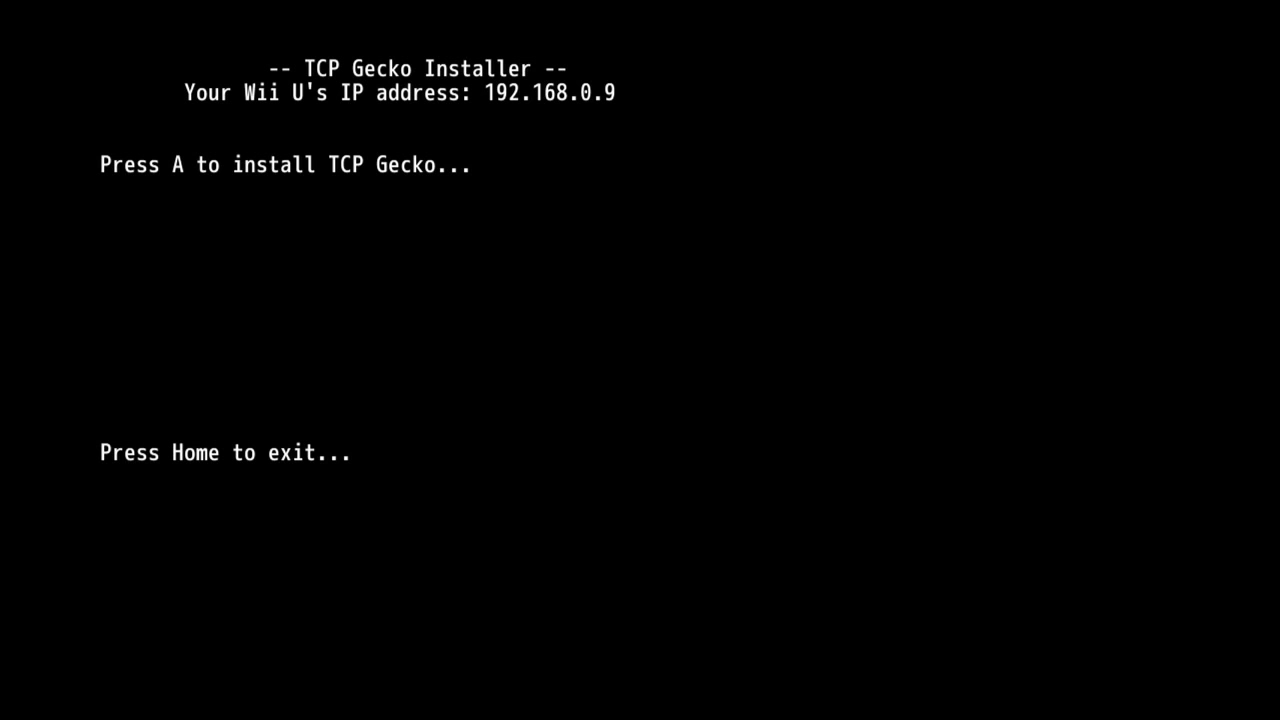 -- TCP Gecko Installer --
Your Wii U's IP address: 192.168.0.9
Press A to install TCP Gecko...
Press Home to exit...